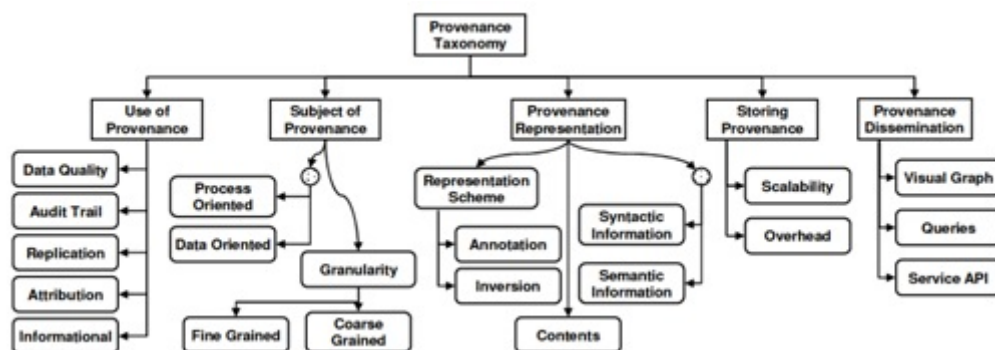 Provenance
Taxonomy
Use of
Provenance
Subject of
Provenance
Provenance
Representation
Storing
Provenance
Provenance
Dissemination
Data Quality
Audit Trail
Replication
Attribution
Informational
Process
Oriented
Data Oriented
Granularity
Fine Grained
Coarse
Grained
Representation
Scheme
Annotation
Inversion
Contents
Syntactic
Information
Semantic
Information
Scalability
Overhead
Visual Graph
Queries
Service API